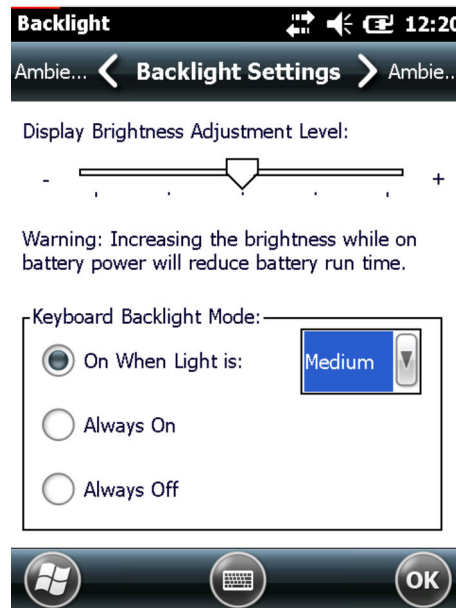 Backlight 12:20
Ambie... Backlight Settings Ambie..
Display Brightness Adjustment Level:
- +
Warning: Increasing the brightness while on
battery power will reduce battery run time.
Keyboard Backlight Mode:
On When Light is: Medium
Always On
Always Off
OK